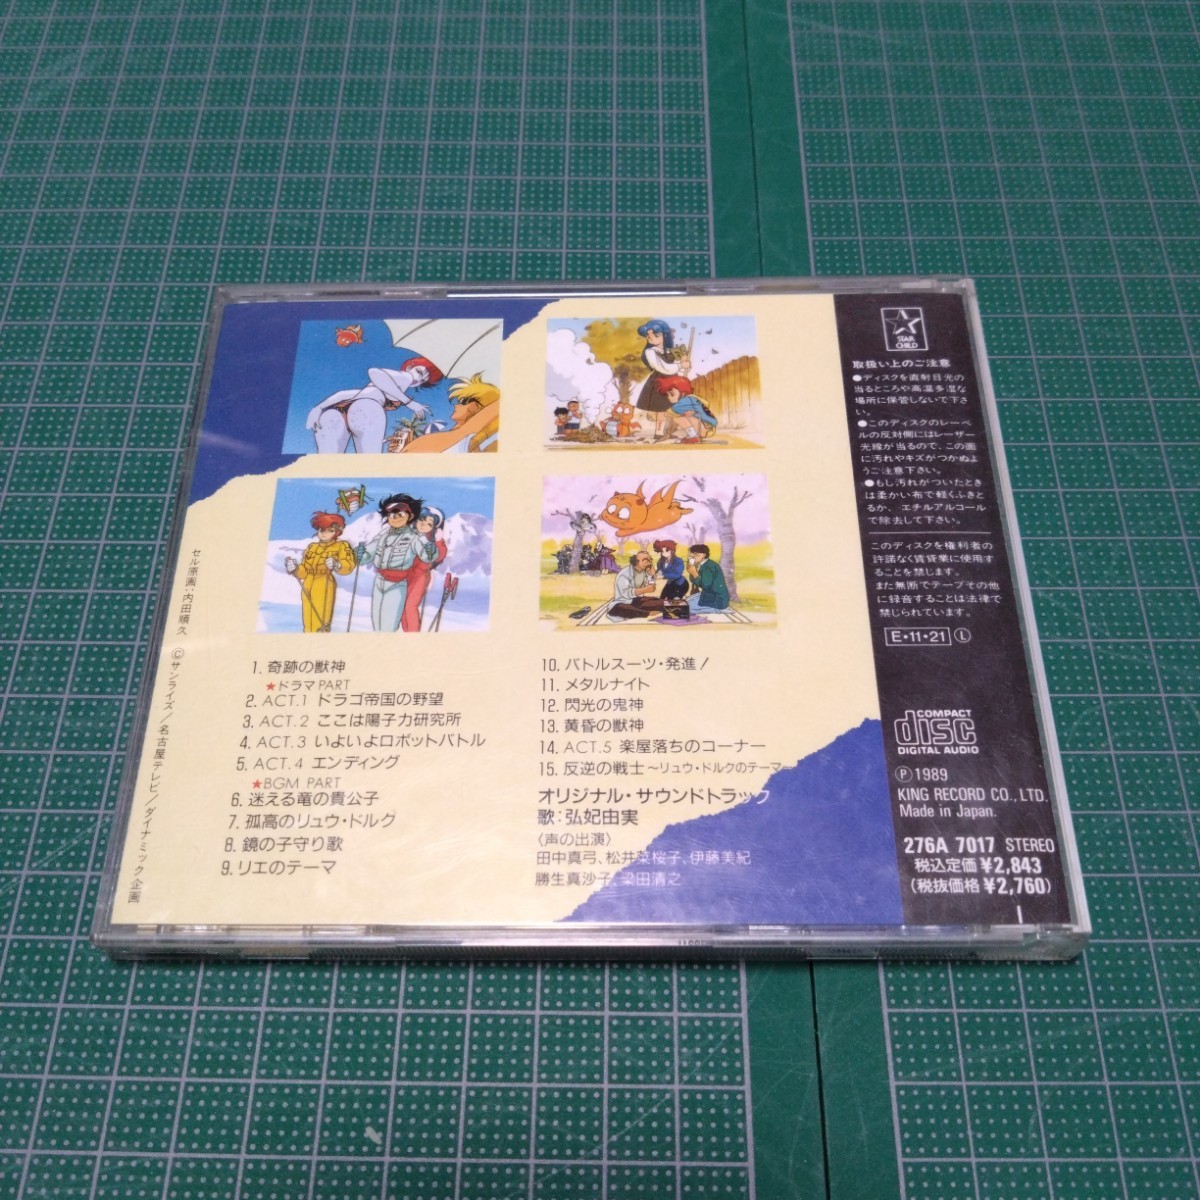 STAR
CHILD
取扱い上のご注意
●ディスクを直射日光の
当るところや高温多湿な
場所に保管しないで下さ
い。
●このディスクのレーベ
ルの反対側にはレーザー
光線が当るので、この面
に汚れやキズがつかぬよ
うご注意下さい。
●もし汚れがついたとき
は柔かい布で軽くふきと
るか、エチルアルコール
で除去して下さい。
このディスクを権利者の
許諾なく賃貸業に使用す
ることを禁じます。
また無断でテープその他
に録音することは法律で
禁じられています。
E・11・21 Ⓛ
COMPACT
disc
DIGITAL AUDIO
Ⓟ1989
KING RECORD CO., LTD.
Made in Japan.
276A 7017 STEREO
税込定価¥2,843
(税抜価格¥2,760)
セル原画：内田順久 ©サンライズ／名古屋テレビ／ダイナミック企画
1. 奇跡の獣神
★ドラマ PART
2. ACT.1 ドラゴ帝国の野望
3. ACT.2 ここは陽子力研究所
4. ACT.3 いよいよロボットバトル
5. ACT.4 エンディング
★BGM PART
6. 迷える竜の貴公子
7. 孤高のリュウ・ドルグ
8. 鏡の子守り歌
9. リエのテーマ
10. バトルスーツ・発進！
11. メタルナイト
12. 閃光の鬼神
13. 黄昏の獣神
14. ACT.5 楽屋落ちのコーナー
15. 反逆の戦士〜リュウ・ドルクのテーマ〜
オリジナル・サウンドトラック
歌：弘妃由実
〈声の出演〉
田中真弓、松井菜桜子、伊藤美紀
勝生真沙子、梁田清之